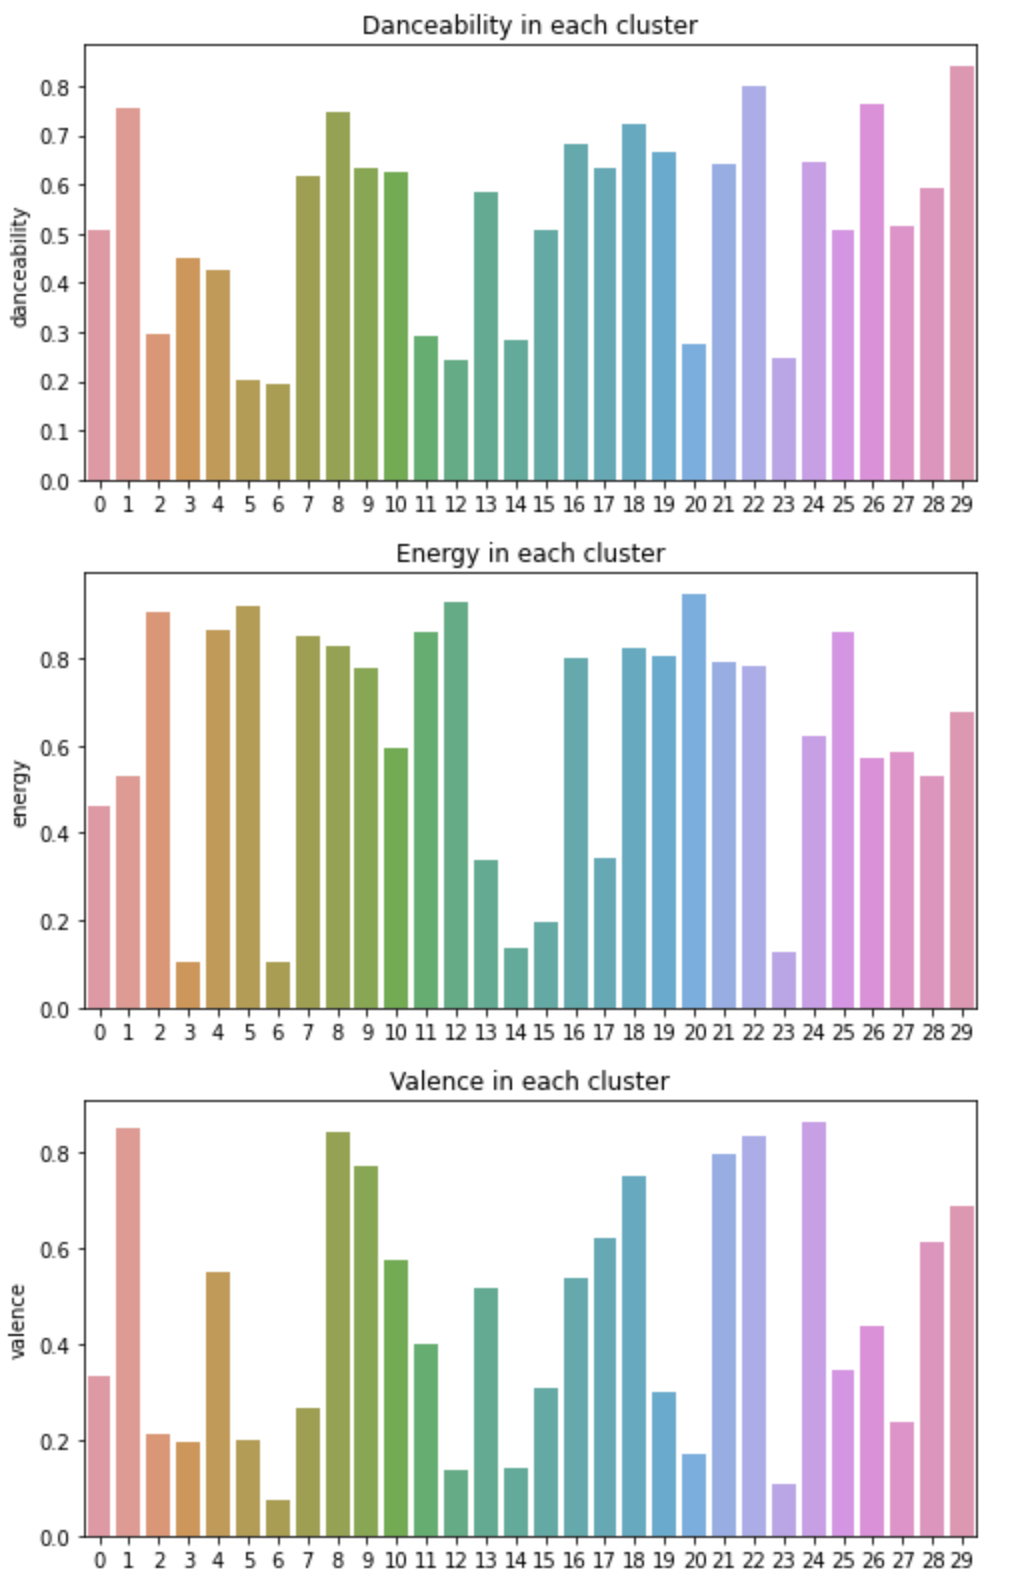 Danceability in each cluster
0.8
0.7
0.6
0.5
0.4
0.3
0.2
0.1
0.0
danceability
0 1 2 3 4 5 6 7 8 9 10 11 12 13 14 15 16 17 18 19 20 21 22 23 24 25 26 27 28 29
Energy in each cluster
0.8
0.6
0.4
0.2
0.0
energy
0 1 2 3 4 5 6 7 8 9 10 11 12 13 14 15 16 17 18 19 20 21 22 23 24 25 26 27 28 29
Valence in each cluster
0.8
0.6
0.4
0.2
0.0
valence
0 1 2 3 4 5 6 7 8 9 10 11 12 13 14 15 16 17 18 19 20 21 22 23 24 25 26 27 28 29